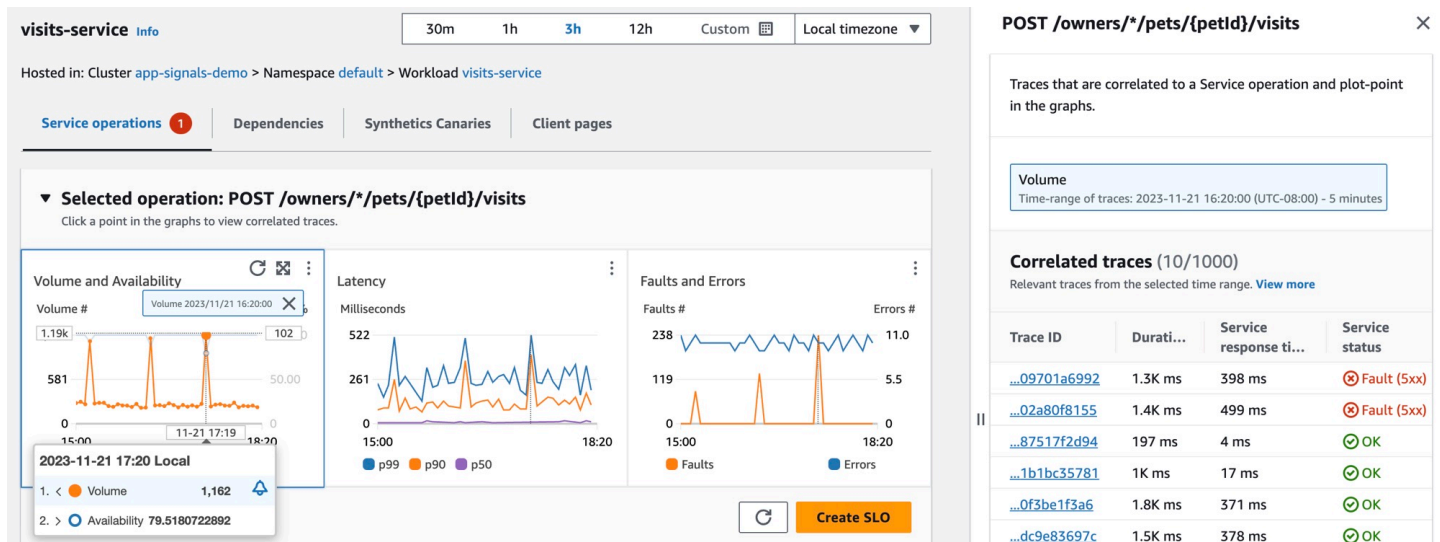 visits-service Info
30m 1h 3h 12h Custom Local timezone
Hosted in: Cluster app-signals-demo > Namespace default > Workload visits-service
Service operations 1 Dependencies Synthetics Canaries Client pages
Selected operation: POST /owners/*/pets/{petId}/visits
Click a point in the graphs to view correlated traces.
Volume and Availability
Volume #
Volume 2023/11/21 16:20:00
1.19k 102
581 50.00
0 0
15:00 11-21 17:19 18:20
2023-11-21 17:20 Local
1. < Volume 1,162
2. > Availability 79.5180722892
Latency
Milliseconds
522
261
0
15:00 18:20
p99 p90 p50
Faults and Errors
Faults # Errors #
238 11.0
119 5.5
0 0
15:00 18:20
Faults Errors
Create SLO
POST /owners/*/pets/{petId}/visits
Traces that are correlated to a Service operation and plot-point
in the graphs.
Volume
Time-range of traces: 2023-11-21 16:20:00 (UTC-08:00) - 5 minutes
Correlated traces (10/1000)
Relevant traces from the selected time range. View more
Trace ID Durati... Service response ti... Service status
...09701a6992 1.3K ms 398 ms Fault (5xx)
...02a80f8155 1.4K ms 499 ms Fault (5xx)
...87517f2d94 197 ms 4 ms OK
...1b1bc35781 1K ms 17 ms OK
...0f3be1f3a6 1.8K ms 371 ms OK
...dc9e83697c 1.5K ms 378 ms OK